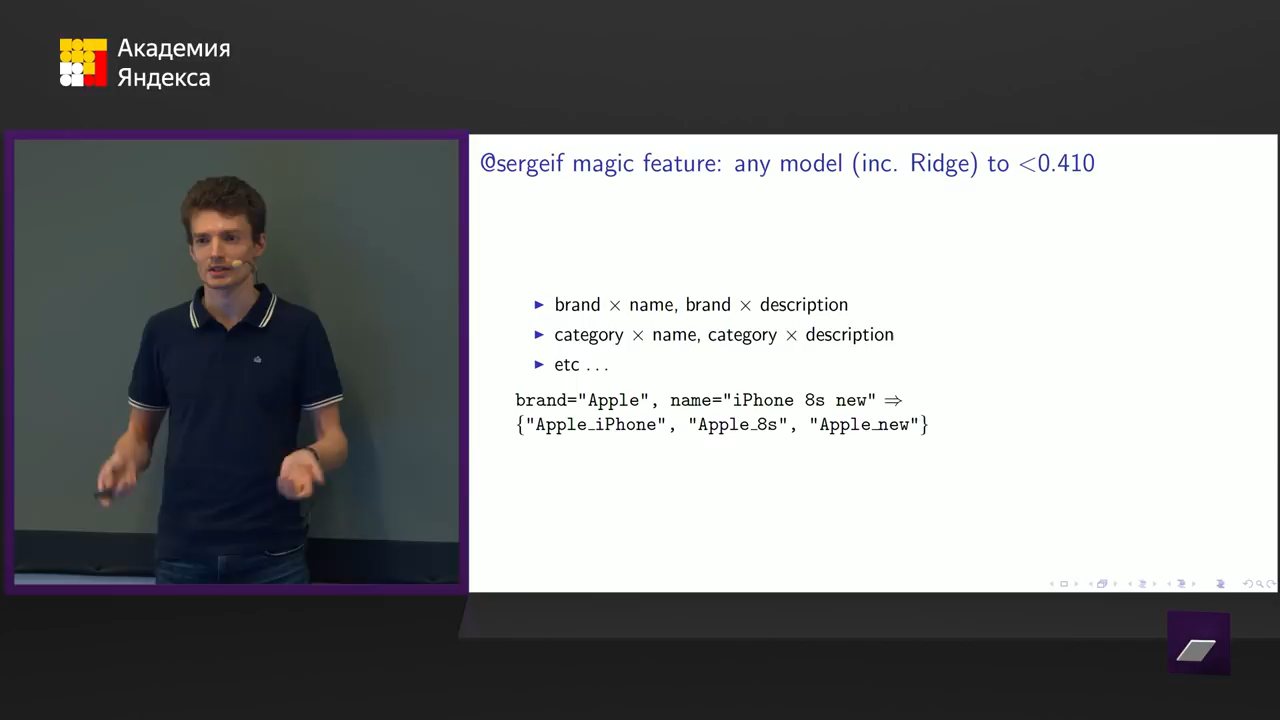 Академия
Яндекса
@sergeif magic feature: any model (inc. Ridge) to <0.410
► brand × name, brand × description
► category × name, category × description
► etc ...
brand="Apple", name="iPhone 8s new" ⇒
{"Apple_iPhone", "Apple_8s", "Apple_new"}